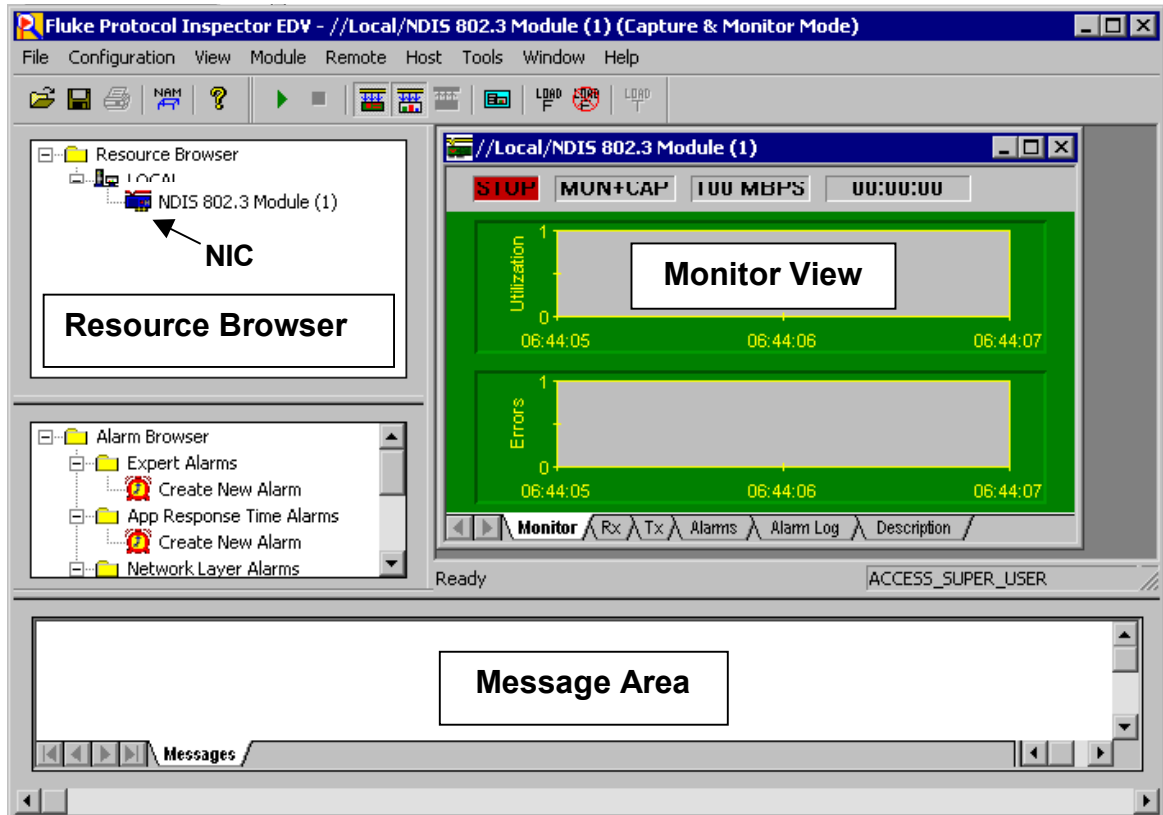 Fluke Protocol Inspector EDV - //Local/NDIS 802.3 Module (1) (Capture & Monitor Mode)
File Configuration View Module Remote Host Tools Window Help
NAM LOAD F LOAD LOAD
Resource Browser
LOCAL
NDIS 802.3 Module (1)
NIC
Resource Browser
//Local/NDIS 802.3 Module (1)
STOP MON+CAP 100 MBPS 00:00:00
Utilization
1
0
06:44:05 06:44:06 06:44:07
Monitor View
Errors
1
0
06:44:05 06:44:06 06:44:07
Monitor Rx Tx Alarms Alarm Log Description
Alarm Browser
Expert Alarms
Create New Alarm
App Response Time Alarms
Create New Alarm
Network Layer Alarms
Ready ACCESS_SUPER_USER
Message Area
Messages